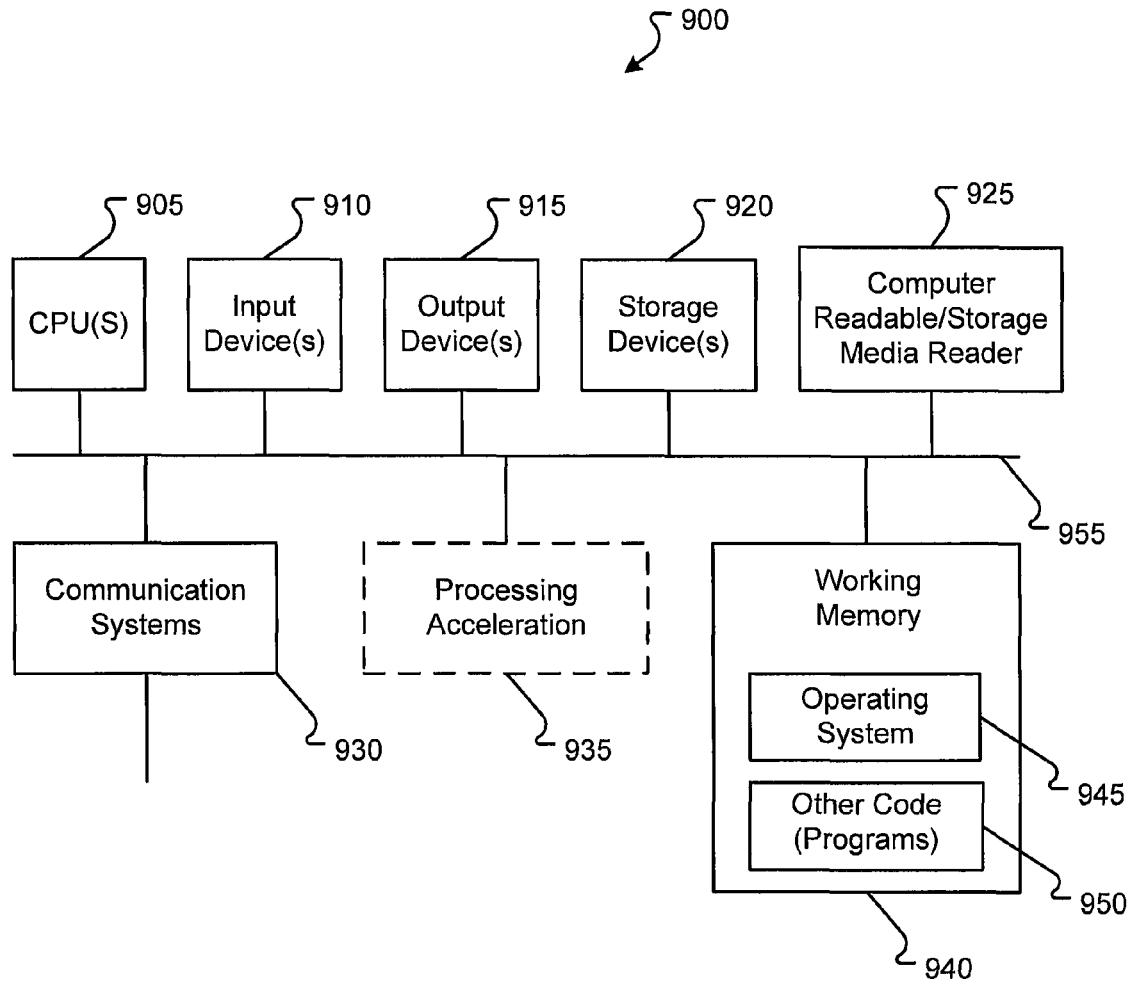 900
905
910
915
920
925
CPU(S)
Input
Device(s)
Output
Device(s)
Storage
Device(s)
Computer
Readable/Storage
Media Reader
955
Communication
Systems
930
Processing
Acceleration
935
Working
Memory
Operating
System
945
Other Code
(Programs)
950
940